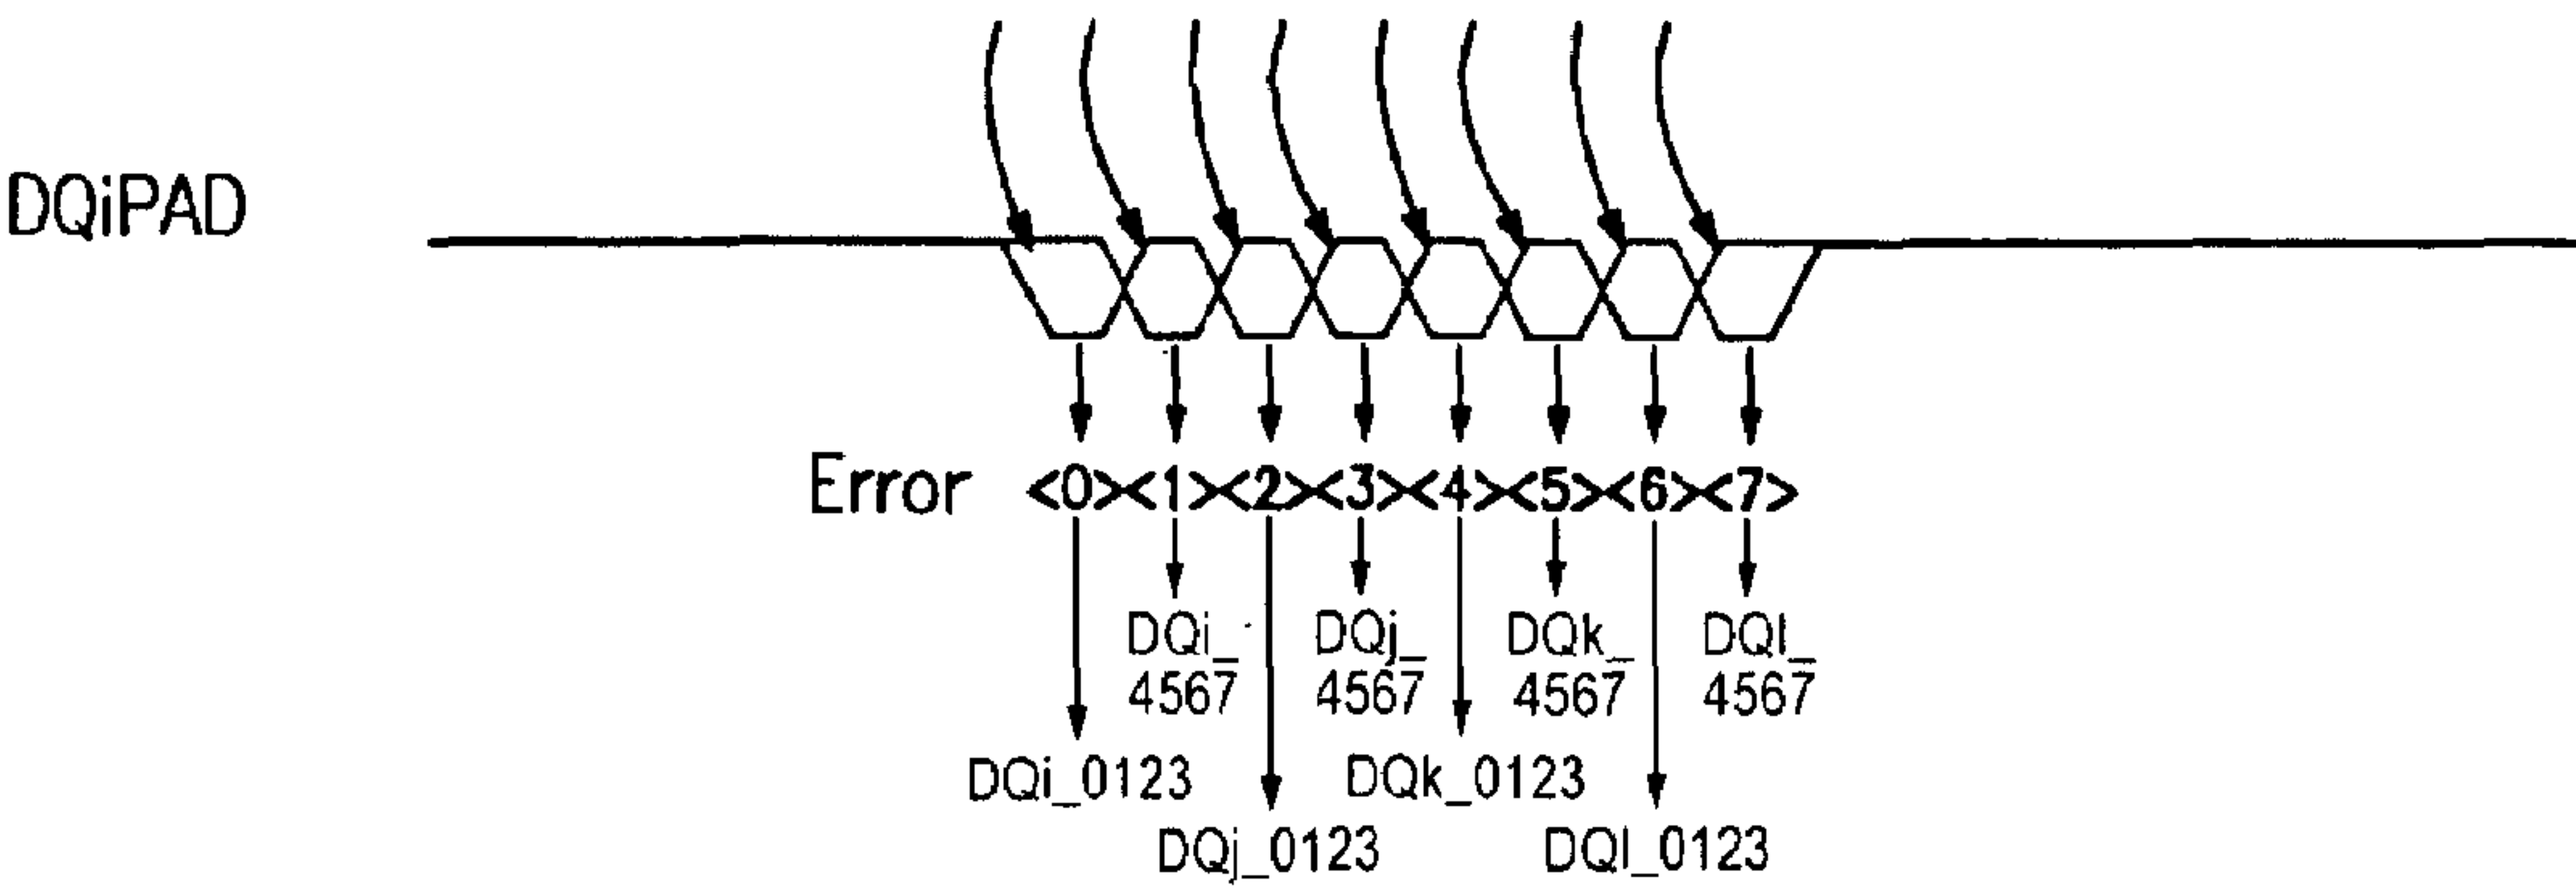 DQiPAD
Error <0><1><2><3><4><5><6><7>
DQi_ DQj_ DQk_ DQl_
4567 4567 4567 4567
DQi_0123 DQk_0123
DQj_0123 DQl_0123